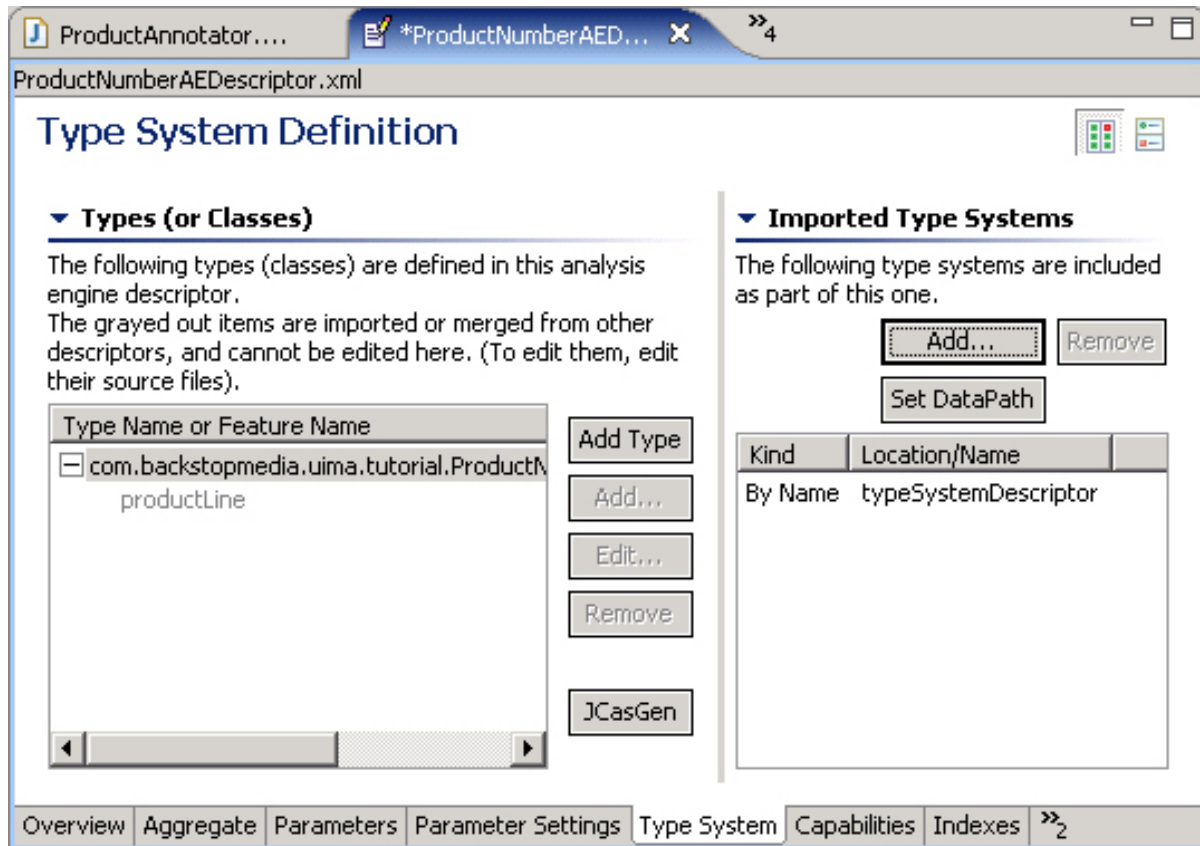 ProductAnnotator....
*ProductNumberAED...
»4
ProductNumberAEDescriptor.xml
Type System Definition
Types (or Classes)
The following types (classes) are defined in this analysis
engine descriptor.
The grayed out items are imported or merged from other
descriptors, and cannot be edited here. (To edit them, edit
their source files).
Type Name or Feature Name
com.backstopmedia.uima.tutorial.ProductN
productLine
Add Type
Add...
Edit...
Remove
JCasGen
Imported Type Systems
The following type systems are included
as part of this one.
Add...
Remove
Set DataPath
Kind
Location/Name
By Name
typeSystemDescriptor
Overview
Aggregate
Parameters
Parameter Settings
Type System
Capabilities
Indexes
»2